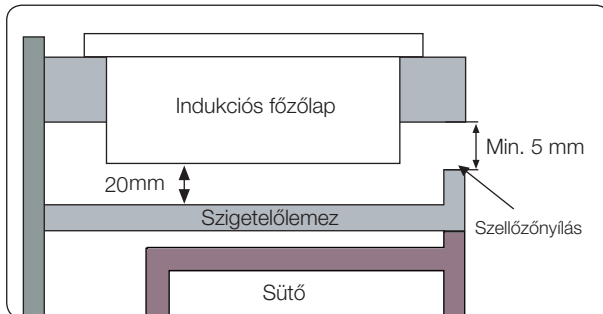 Indukciós főzőlap
Min. 5 mm
20mm
Szigetelőlemez
Szellőzőnyílás
Sütő